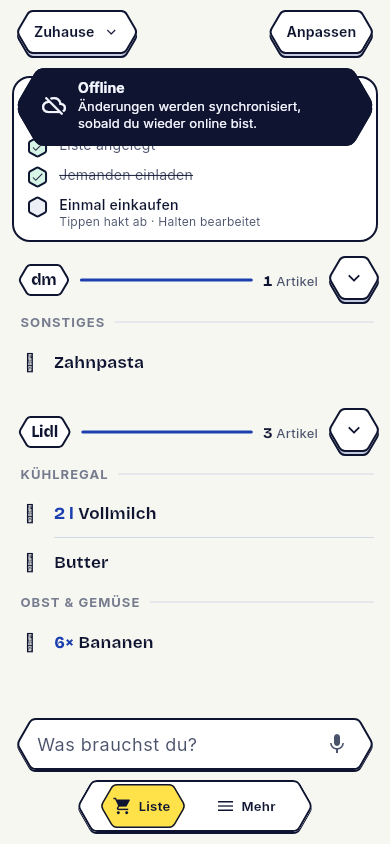 Zuhause
Anpassen
Offline
Änderungen werden synchronisiert,
sobald du wieder online bist.
Liste angelegt
Jemanden einladen
Einmal einkaufen
Tippen hakt ab · Halten bearbeitet
dm
1 Artikel
SONSTIGES
Zahnpasta
Lidl
3 Artikel
KÜHLREGAL
2 l Vollmilch
Butter
OBST & GEMÜSE
6× Bananen
Was brauchst du?
Liste
Mehr